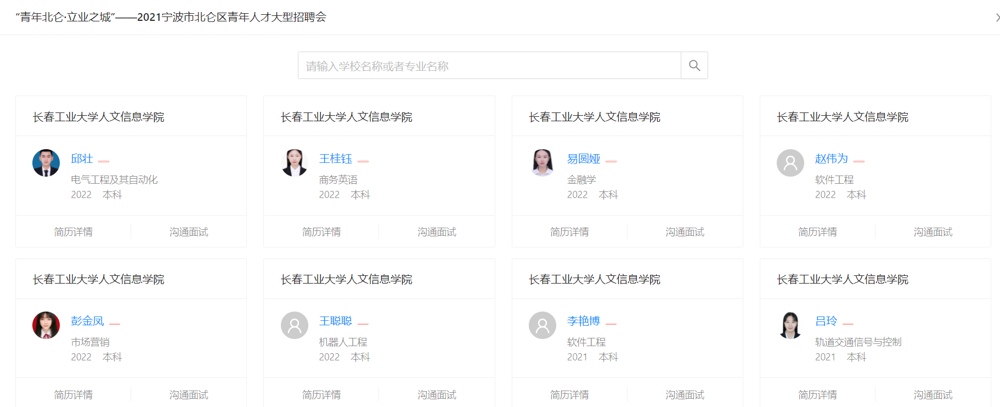 “青年北仑·立业之城”——2021宁波市北仑区青年人才大型招聘会
请输入学校名称或者专业名称
长春工业大学人文信息学院
邱壮
电气工程及其自动化
2022 本科
简历详情 沟通面试
长春工业大学人文信息学院
王桂钰
商务英语
2022 本科
简历详情 沟通面试
长春工业大学人文信息学院
易圆娅
金融学
2022 本科
简历详情 沟通面试
长春工业大学人文信息学院
赵伟为
软件工程
2022 本科
简历详情 沟通面试
长春工业大学人文信息学院
彭金凤
市场营销
2022 本科
简历详情 沟通面试
长春工业大学人文信息学院
王聪聪
机器人工程
2022 本科
简历详情 沟通面试
长春工业大学人文信息学院
李艳博
软件工程
2021 本科
简历详情 沟通面试
长春工业大学人文信息学院
吕玲
轨道交通信号与控制
2021 本科
简历详情 沟通面试